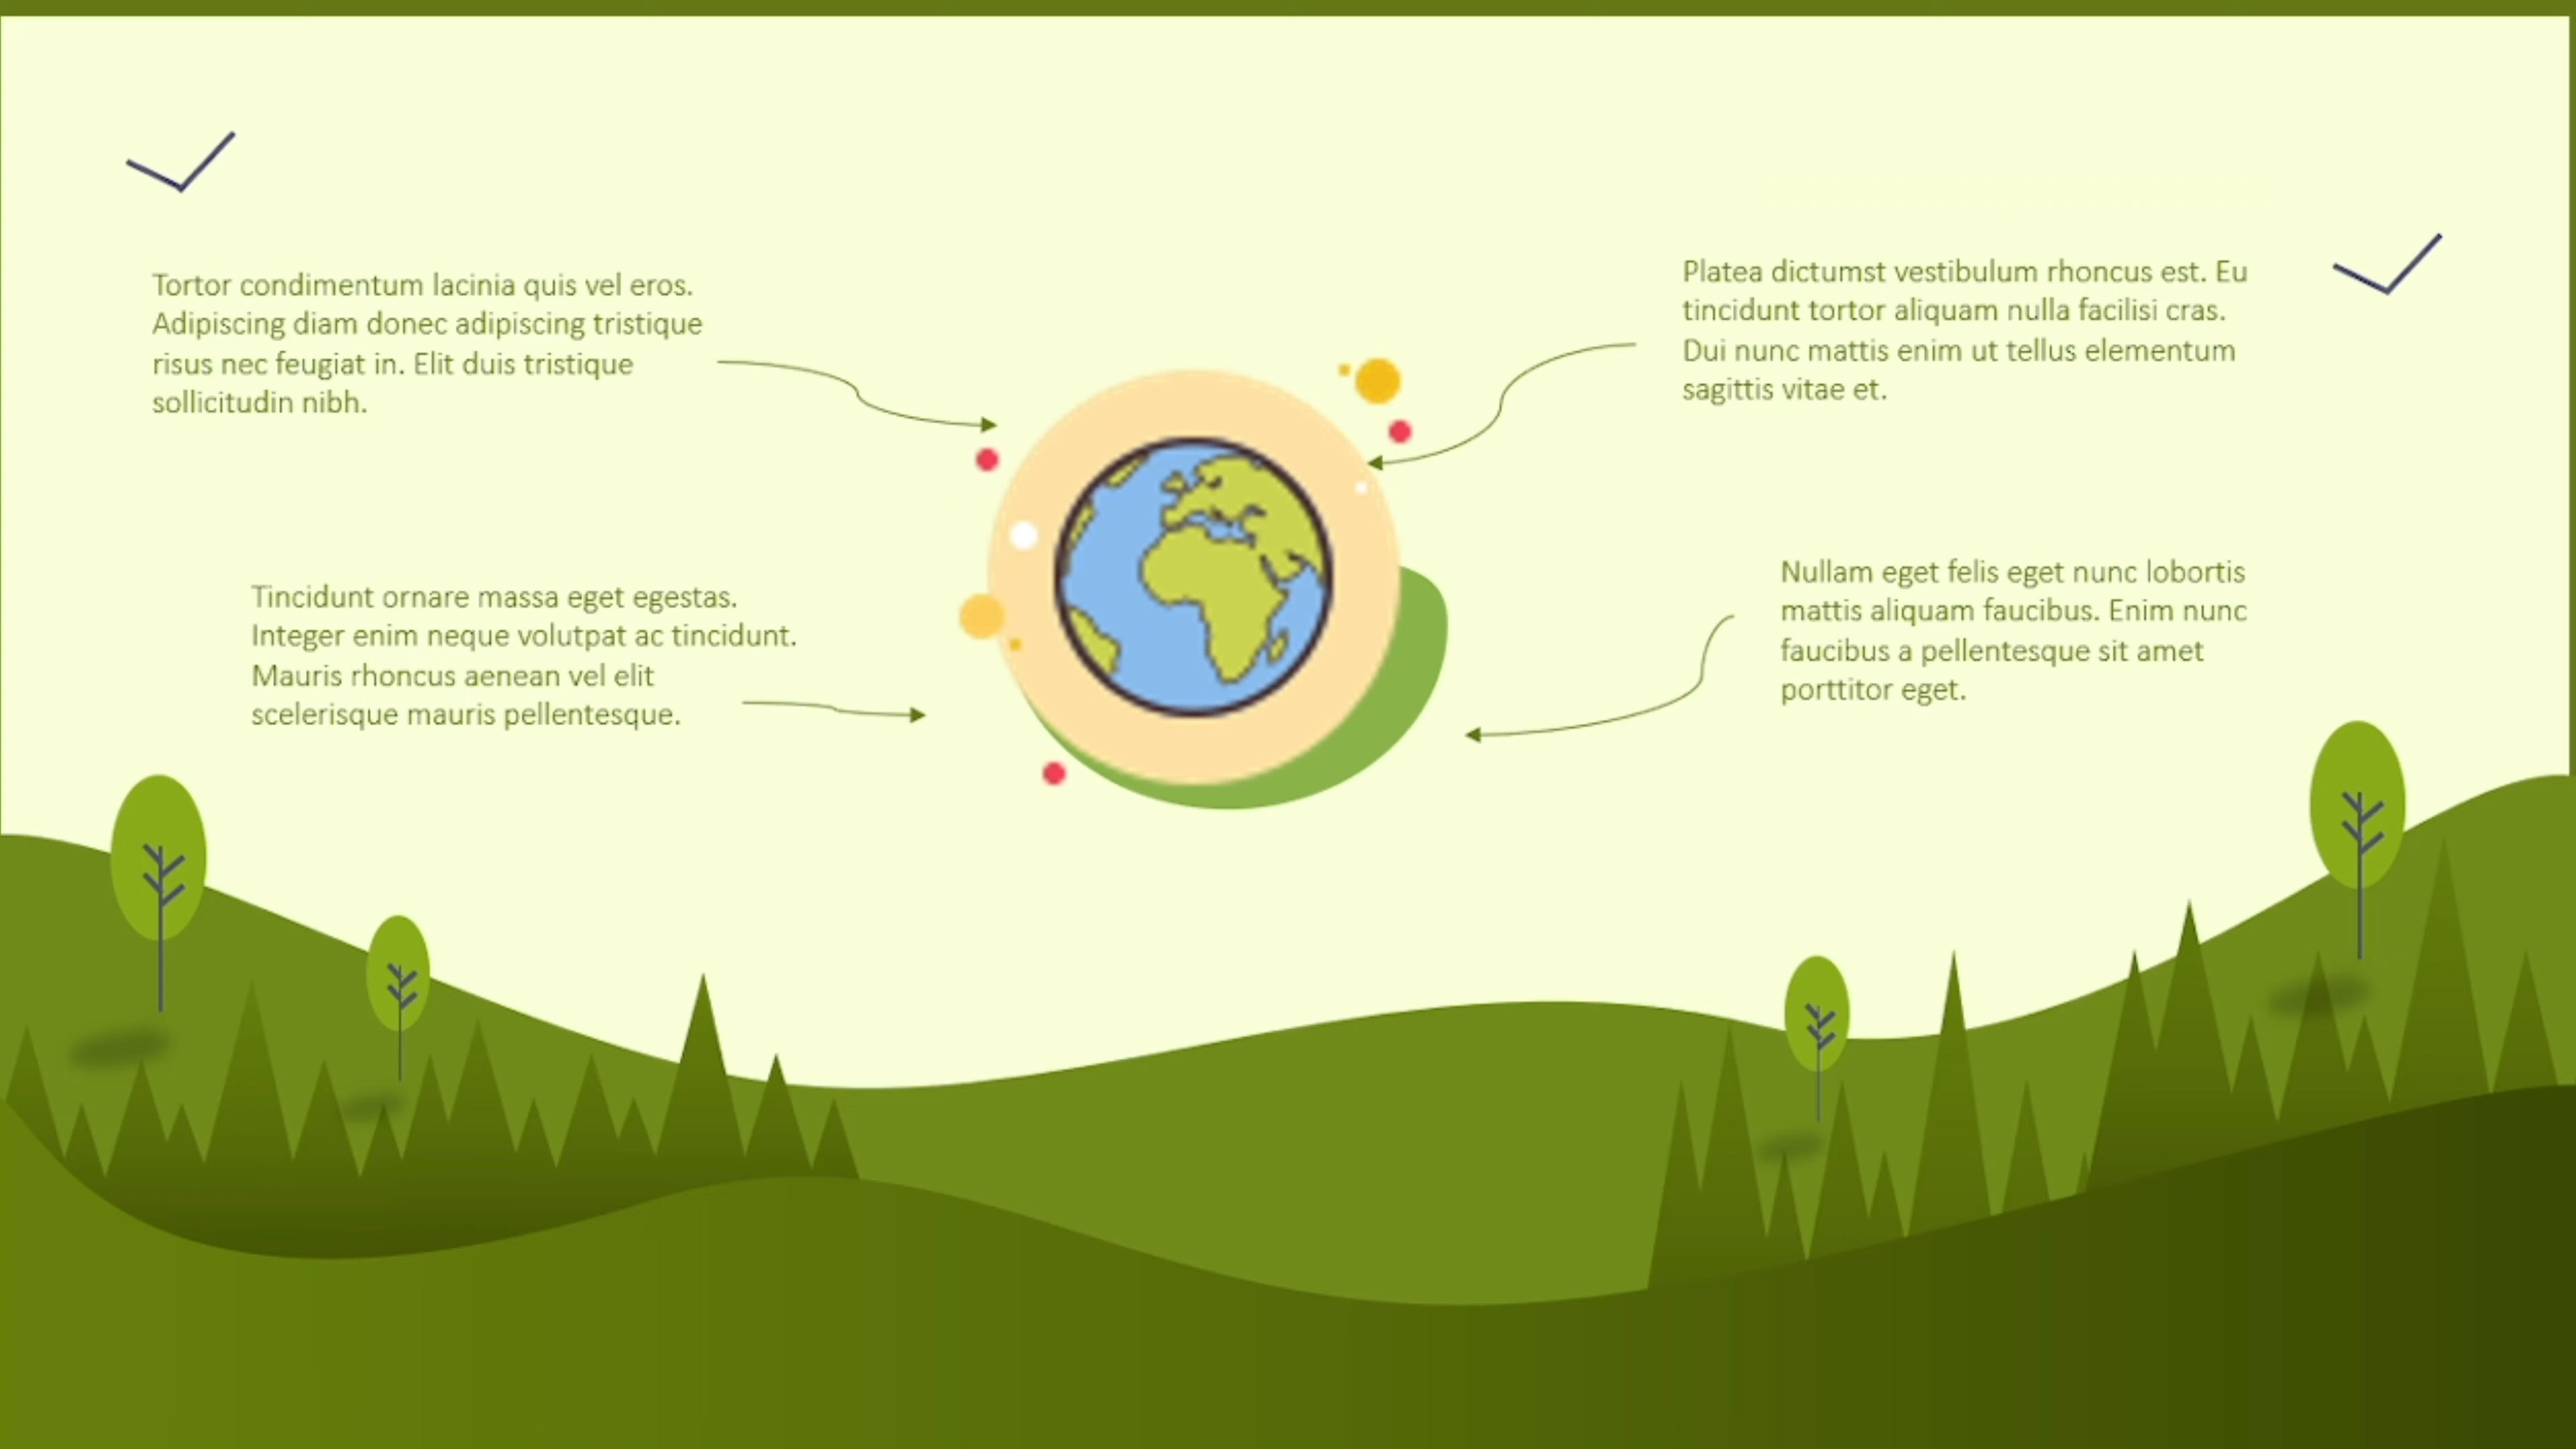 Tortor condimentum lacinia quis vel eros.
Adipiscing diam donec adipiscing tristique
risus nec feugiat in. Elit duis tristique
sollicitudin nibh.
Platea dictumst vestibulum rhoncus est. Eu
tincidunt tortor aliquam nulla facilisi cras.
Dui nunc mattis enim ut tellus elementum
sagittis vitae et.
Tincidunt ornare massa eget egestas.
Integer enim neque volutpat ac tincidunt.
Mauris rhoncus aenean vel elit
scelerisque mauris pellentesque.
Nullam eget felis eget nunc lobortis
mattis aliquam faucibus. Enim nunc
faucibus a pellentesque sit amet
porttitor eget.